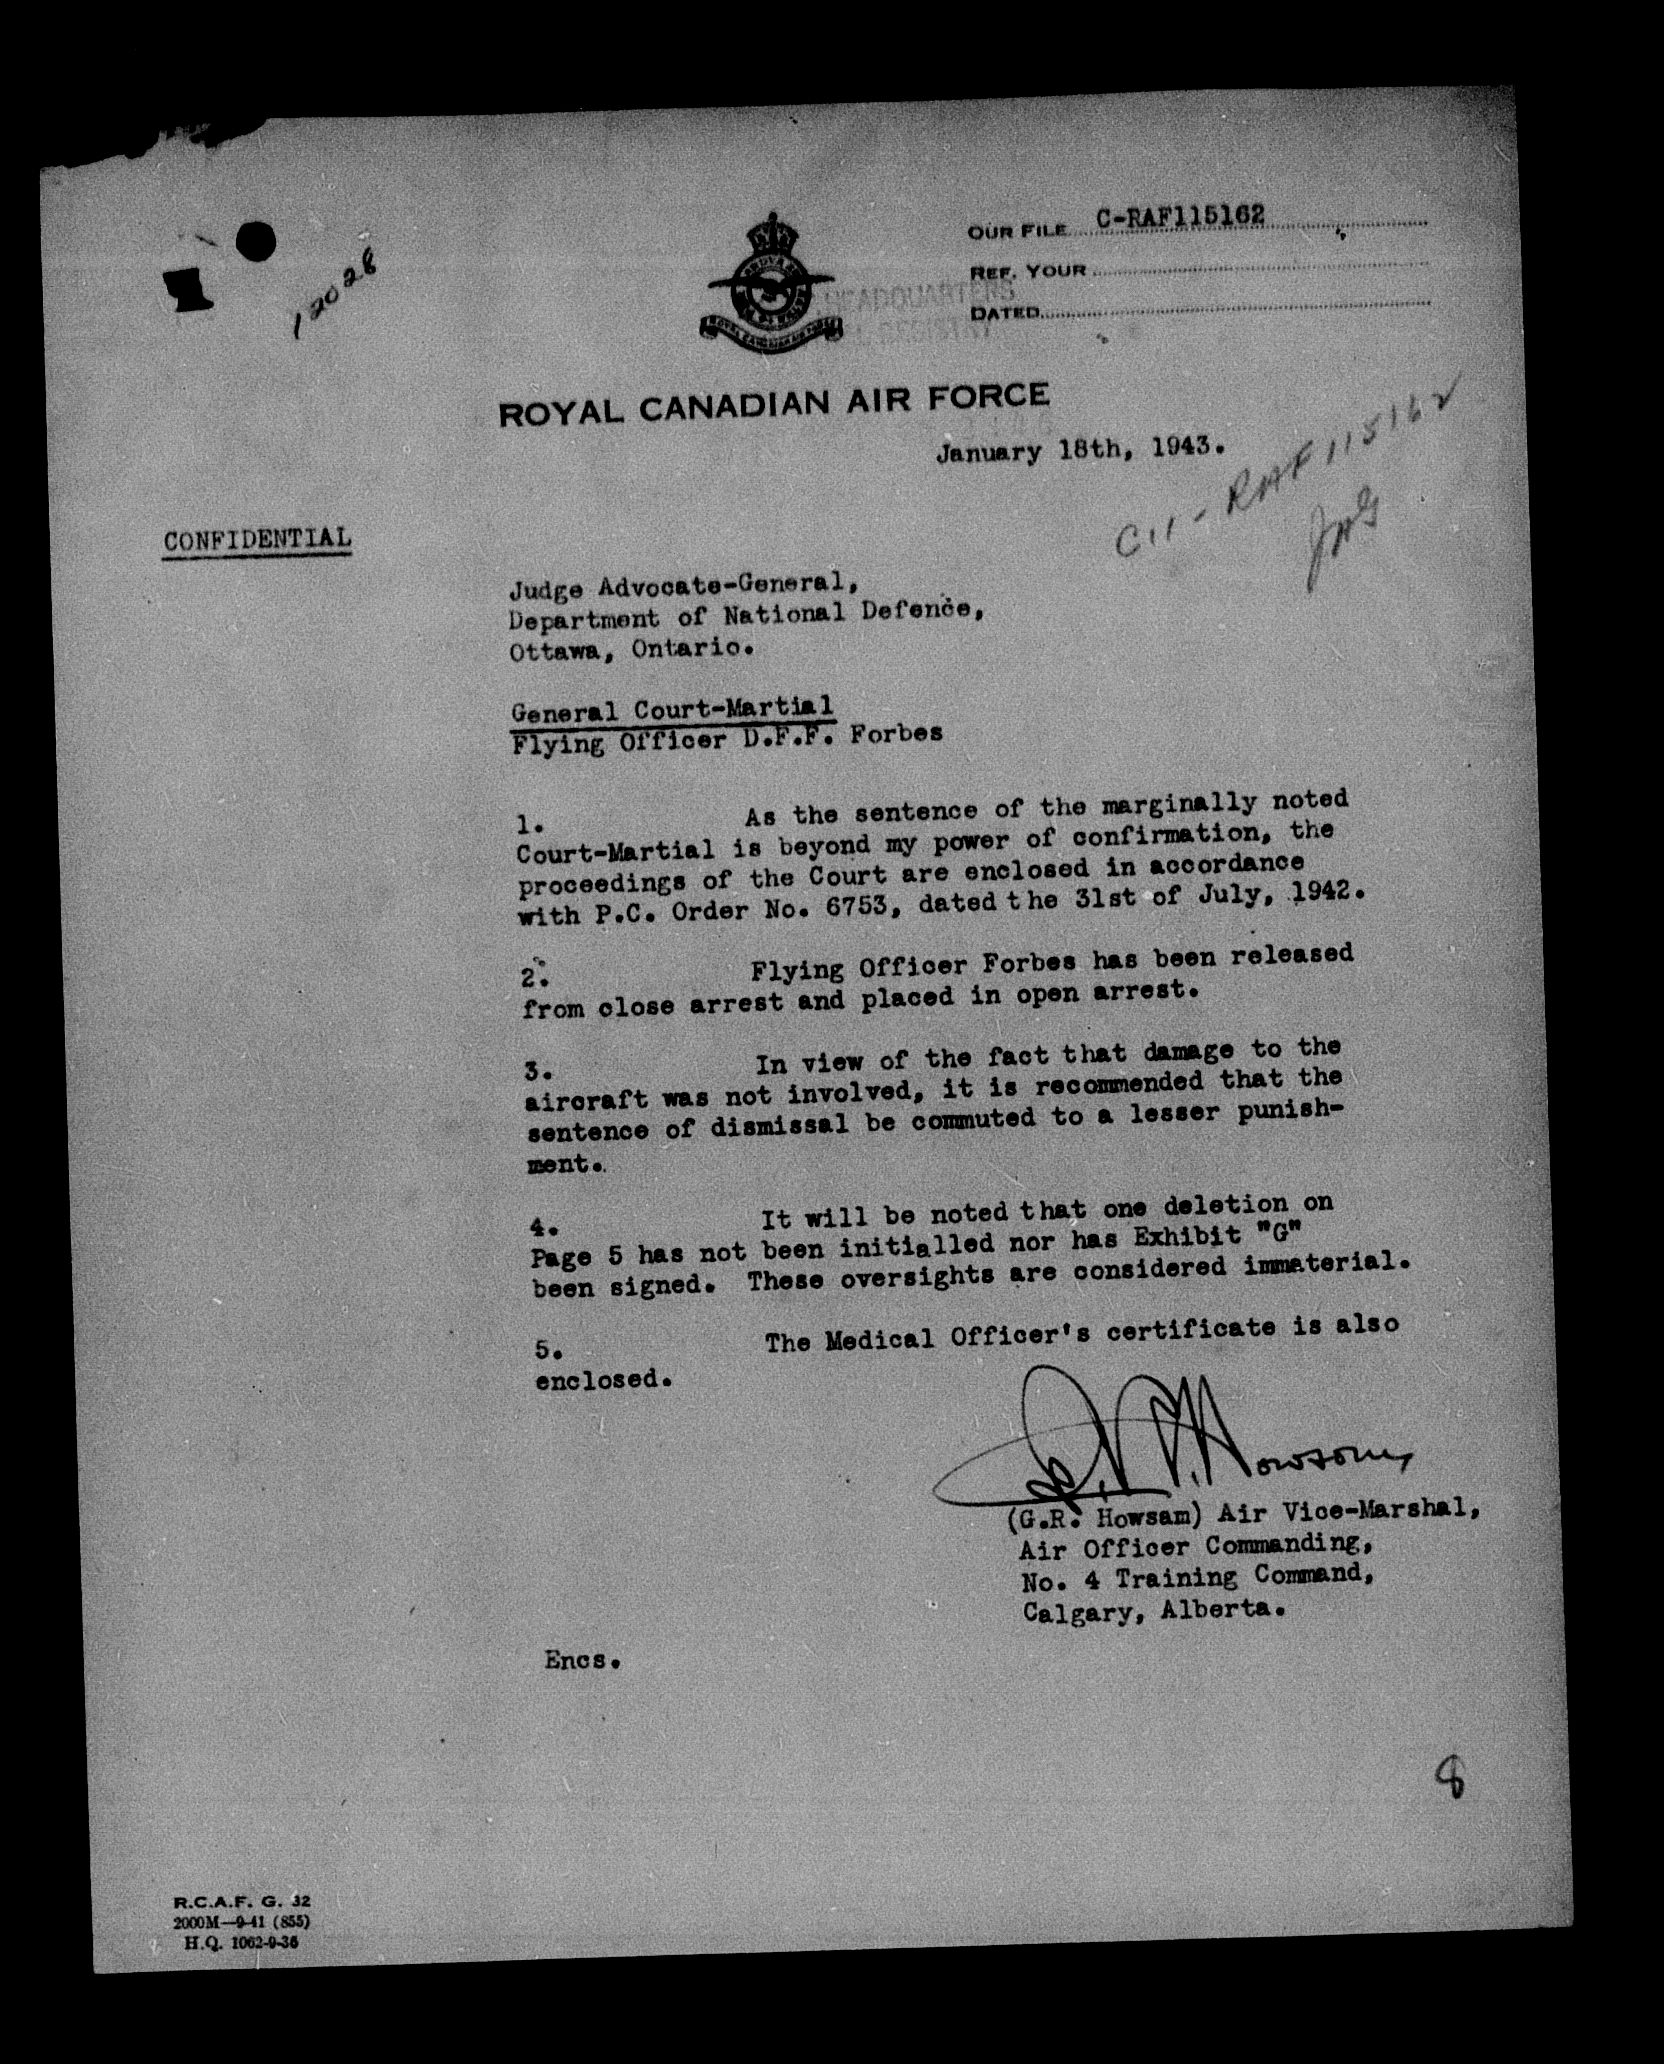 OUR FILE C-RAF115162
REF. YOUR
DATED
12028
HEADQUARTERS
REGISTRY
ROYAL CANADIAN AIR FORCE
January 18th, 1943.
C11-RAF115162
CONFIDENTIAL
Judge Advocate-General,
Department of National Defence,
Ottawa, Ontario.
General Court-Martial
Flying Officer D.F.F. Forbes
1. As the sentence of the marginally noted
Court-Martial is beyond my power of confirmation, the
proceedings of the Court are enclosed in accordance
with P.C. Order No. 6753, dated the 31st of July, 1942.
2. Flying Officer Forbes has been released
from close arrest and placed in open arrest.
3. In view of the fact that damage to the
aircraft was not involved, it is recommended that the
sentence of dismissal be commuted to a lesser punish-
ment.
4. It will be noted that one deletion on
Page 5 has not been initialled nor has Exhibit "G"
been signed. These oversights are considered immaterial.
5. The Medical Officer's certificate is also
enclosed.
(G.R. Howsam) Air Vice-Marshal,
Air Officer Commanding,
No. 4 Training Command,
Calgary, Alberta.
Encs.
8
R.C.A.F. G. 32
2000M—9-41 (855)
H.Q. 1062-9-36